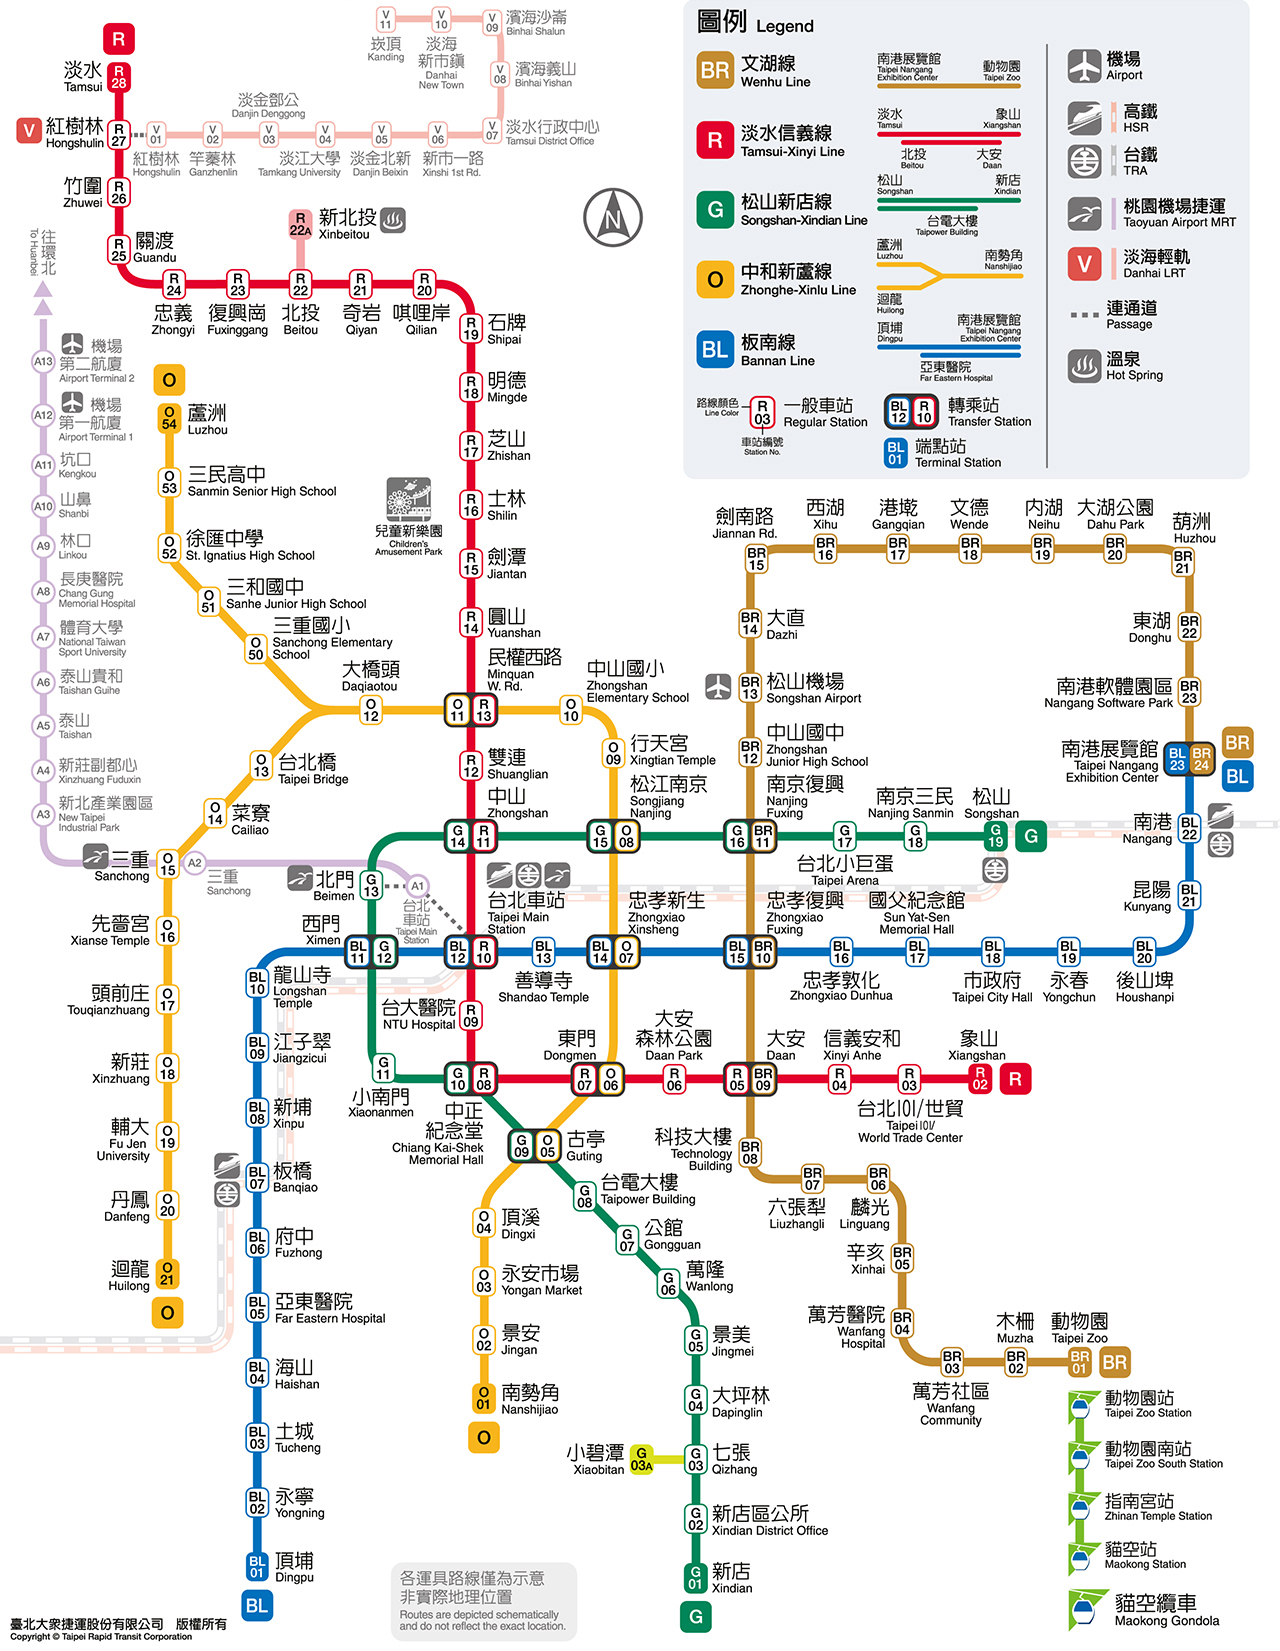 圖例 Legend
BR 文湖線
Wenhu Line
南港展覽館
Taipei Nangang
Exhibition Center
動物園
Taipei Zoo
R 淡水信義線
Tamsui-Xinyi Line
淡水
Tamsui
象山
Xiangshan
北投
Beitou
大安
Daan
G 松山新店線
Songshan-Xindian Line
松山
Songshan
新店
Xindian
台電大樓
Taipower Building
O 中和新蘆線
Zhonghe-Xinlu Line
蘆洲
Luzhou
南勢角
Nanshijiao
迴龍
Huilong
BL 板南線
Bannan Line
頂埔
Dingpu
南港展覽館
Taipei Nangang
Exhibition Center
亞東醫院
Far Eastern Hospital
路線顏色
Line Color
R
03
車站編號
Station No.
一般車站
Regular Station
BL
12
R
10
轉乘站
Transfer Station
BL
01
端點站
Terminal Station
機場
Airport
高鐵
HSR
台鐵
TRA
桃園機場捷運
Taoyuan Airport MRT
V 淡海輕軌
Danhai LRT
連通道
Passage
溫泉
Hot Spring
N
R
淡水
Tamsui
R
28
V 紅樹林
Hongshulin
R
27
竹圍
Zhuwei
R
26
R
25
關渡
Guandu
R
24
忠義
Zhongyi
R
23
復興崗
Fuxinggang
R
22
北投
Beitou
R
22A
新北投
Xinbeitou
R
21
奇岩
Qiyan
R
20
唭哩岸
Qilian
R
19
石牌
Shipai
R
18
明德
Mingde
R
17
芝山
Zhishan
R
16
士林
Shilin
兒童新樂園
Children's
Amusement Park
R
15
劍潭
Jiantan
R
14
圓山
Yuanshan
O
11
R
13
民權西路
Minquan
W. Rd.
R
12
雙連
Shuanglian
G
14
R
11
中山
Zhongshan
BL
12
R
10
台北車站
Taipei Main
Station
R
09
台大醫院
NTU Hospital
G
10
R
08
中正
紀念堂
Chiang Kai-Shek
Memorial Hall
R
07
O
06
東門
Dongmen
R
06
大安
森林公園
Daan Park
R
05
BR
09
大安
Daan
R
04
信義安和
Xinyi Anhe
R
03
台北101/世貿
Taipei 101/
World Trade Center
R
02
象山
Xiangshan
R
V
01
紅樹林
Hongshulin
V
02
竿蓁林
Ganzhenlin
V
03
淡金鄧公
Danjin Denggong
V
04
淡江大學
Tamkang University
V
05
淡金北新
Danjin Beixin
V
06
新市一路
Xinshi 1st Rd.
V
07
淡水行政中心
Tamsui District Office
V
08
濱海義山
Binhai Yishan
V
09
濱海沙崙
Binhai Shalun
V
10
淡海
新市鎮
Danhai
New Town
V
11
崁頂
Kanding
往環北
To Huanbei
A13
機場
第二航廈
Airport Terminal 2
A12
機場
第一航廈
Airport Terminal 1
A11
坑口
Kengkou
A10
山鼻
Shanbi
A9
林口
Linkou
A8
長庚醫院
Chang Gung
Memorial Hospital
A7
體育大學
National Taiwan
Sport University
A6
泰山貴和
Taishan Guihe
A5
泰山
Taishan
A4
新莊副都心
Xinzhuang Fuduxin
A3
新北產業園區
New Taipei
Industrial Park
A2
三重
Sanchong
A1
台北
車站
Taipei Main
Station
O
O
54
蘆洲
Luzhou
O
53
三民高中
Sanmin Senior High School
O
52
徐匯中學
St. Ignatius High School
O
51
三和國中
Sanhe Junior High School
O
50
三重國小
Sanchong Elementary
School
大橋頭
Daqiaotou
O
12
O
13
台北橋
Taipei Bridge
O
14
菜寮
Cailiao
三重
Sanchong
O
15
先嗇宮
Xianse Temple
O
16
頭前庄
Touqianzhuang
O
17
新莊
Xinzhuang
O
18
輔大
Fu Jen
University
O
19
丹鳳
Danfeng
O
20
迴龍
Huilong
O
21
O
中山國小
Zhongshan
Elementary School
O
10
O
09
行天宮
Xingtian Temple
松江南京
Songjiang
Nanjing
G
15
O
08
忠孝新生
Zhongxiao
Xinsheng
BL
14
O
07
G
09
O
05
古亭
Guting
O
04
頂溪
Dingxi
O
03
永安市場
Yongan Market
O
02
景安
Jingan
O
01
南勢角
Nanshijiao
O
劍南路
Jiannan Rd.
BR
15
西湖
Xihu
BR
16
港墘
Gangqian
BR
17
文德
Wende
BR
18
內湖
Neihu
BR
19
大湖公園
Dahu Park
BR
20
葫洲
Huzhou
BR
21
東湖
Donghu
BR
22
南港軟體園區
Nangang Software Park
BR
23
南港展覽館
Taipei Nangang
Exhibition Center
BL
23
BR
24
BR
BL
BR
14
大直
Dazhi
BR
13
松山機場
Songshan Airport
BR
12
中山國中
Zhongshan
Junior High School
南京復興
Nanjing
Fuxing
G
16
BR
11
忠孝復興
Zhongxiao
Fuxing
BL
15
BR
10
科技大樓
Technology
Building
BR
08
BR
07
六張犁
Liuzhangli
BR
06
麟光
Linguang
辛亥
Xinhai
BR
05
萬芳醫院
Wanfang
Hospital
BR
04
BR
03
萬芳社區
Wanfang
Community
木柵
Muzha
BR
02
動物園
Taipei Zoo
BR
01
BR
南港
Nangang
BL
22
昆陽
Kunyang
BL
21
BL
20
後山埤
Houshanpi
BL
19
永春
Yongchun
BL
18
市政府
Taipei City Hall
國父紀念館
Sun Yat-Sen
Memorial Hall
BL
17
BL
16
忠孝敦化
Zhongxiao Dunhua
BL
13
善導寺
Shandao Temple
西門
Ximen
BL
11
G
12
BL
10
龍山寺
Longshan
Temple
BL
09
江子翠
Jiangzicui
BL
08
新埔
Xinpu
BL
07
板橋
Banqiao
BL
06
府中
Fuzhong
BL
05
亞東醫院
Far Eastern Hospital
BL
04
海山
Haishan
BL
03
土城
Tucheng
BL
02
永寧
Yongning
BL
01
頂埔
Dingpu
BL
松山
Songshan
G
19
G
南京三民
Nanjing Sanmin
G
18
G
17
台北小巨蛋
Taipei Arena
北門
Beimen
G
13
G
11
小南門
Xiaonanmen
G
08
台電大樓
Taipower Building
G
07
公館
Gongguan
G
06
萬隆
Wanlong
G
05
景美
Jingmei
G
04
大坪林
Dapinglin
小碧潭
Xiaobitan
G
03A
G
03
七張
Qizhang
G
02
新店區公所
Xindian District Office
G
01
新店
Xindian
G
動物園站
Taipei Zoo Station
動物園南站
Taipei Zoo South Station
指南宮站
Zhinan Temple Station
貓空站
Maokong Station
貓空纜車
Maokong Gondola
各運具路線僅為示意
非實際地理位置
Routes are depicted schematically
and do not reflect the exact location.
臺北大眾捷運股份有限公司 版權所有
Copyright © Taipei Rapid Transit Corporation